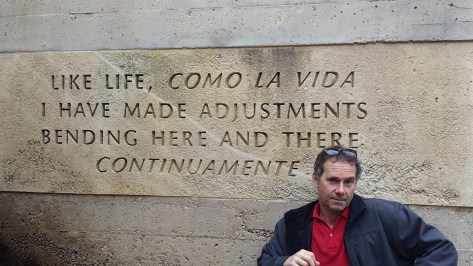 LIKE LIFE, COMO LA VIDA
I HAVE MADE ADJUSTMENTS
BENDING HERE AND THERE
CONTINUAMENTE